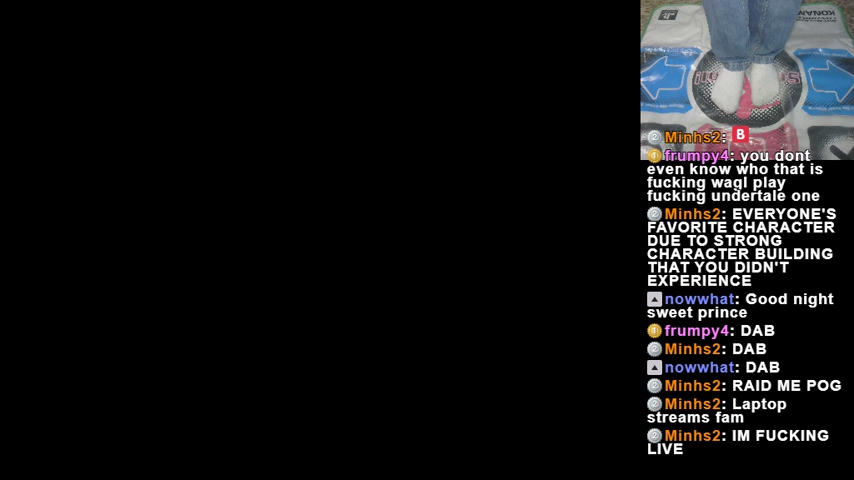 KONAMI
Minhs2: B
frumpy4: you dont
even know who that is
fucking wagl play
fucking undertale one
Minhs2: EVERYONE'S
FAVORITE CHARACTER
DUE TO STRONG
CHARACTER BUILDING
THAT YOU DIDN'T
EXPERIENCE
nowwhat: Good night
sweet prince
frumpy4: DAB
Minhs2: DAB
nowwhat: DAB
Minhs2: RAID ME POG
Minhs2: Laptop
streams fam
Minhs2: IM FUCKING
LIVE